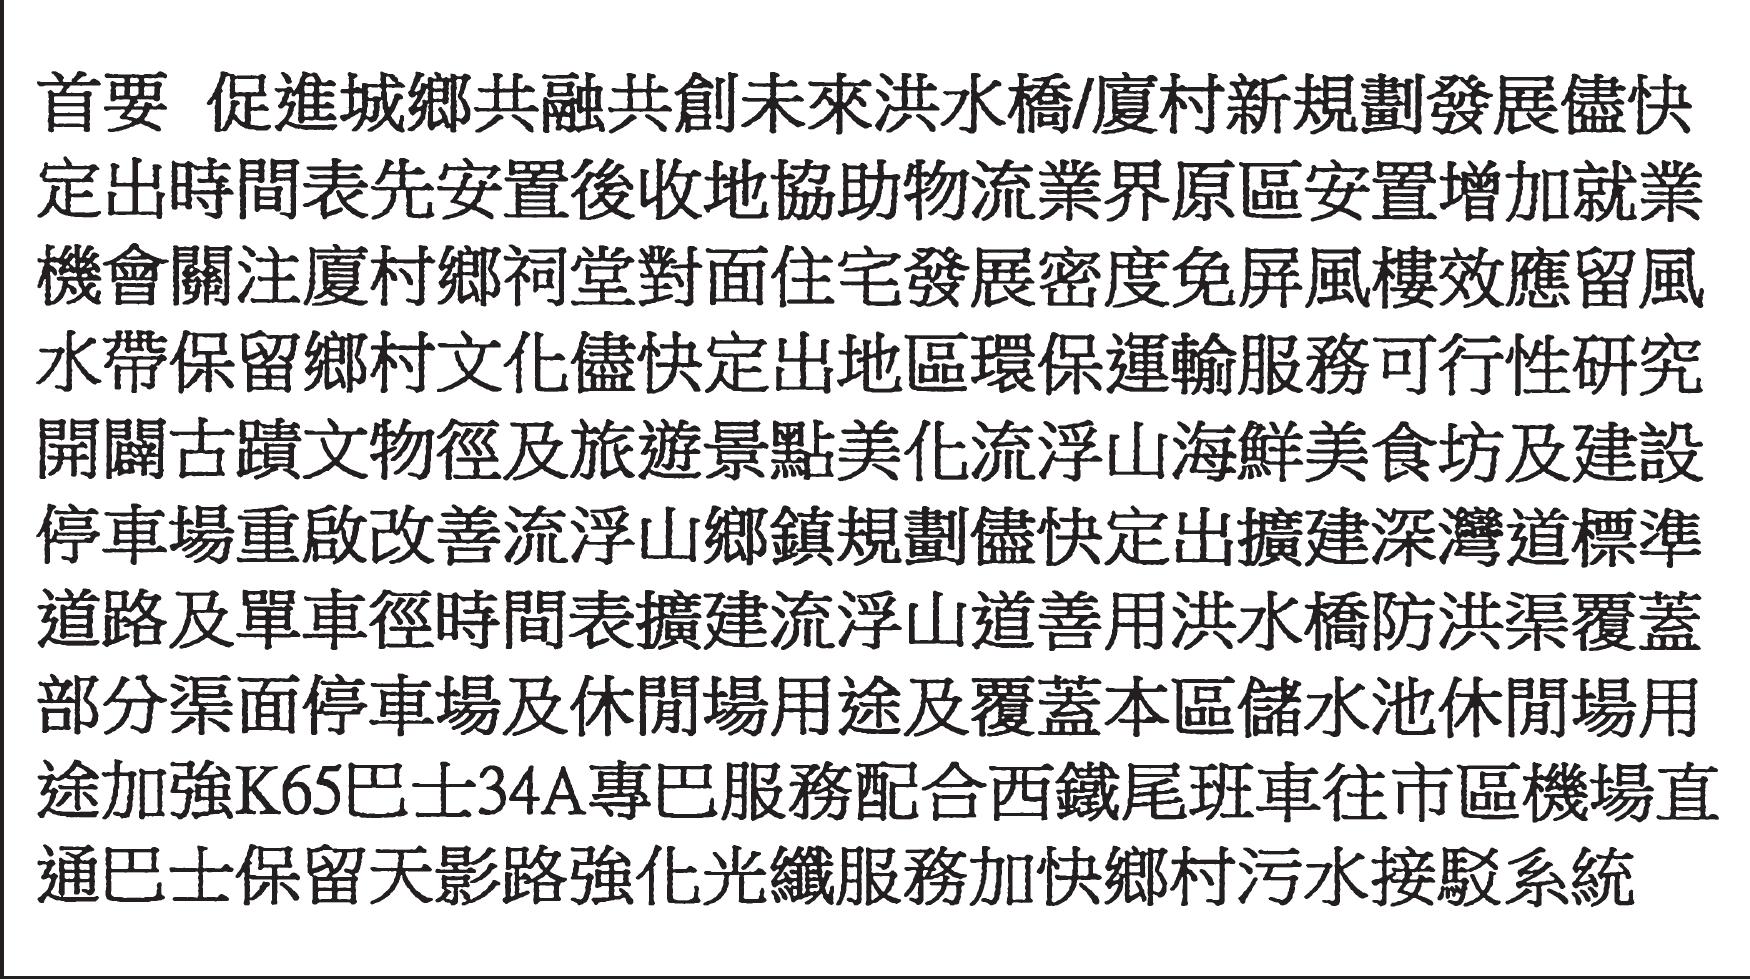 首要 促進城鄉共融共創未來洪水橋/廈村新規劃發展儘快
定出時間表先安置後收地協助物流業界原區安置增加就業
機會關注廈村鄉祠堂對面住宅發展密度免屏風樓效應留風
水帶保留鄉村文化儘快定出地區環保運輸服務可行性研究
開闢古蹟文物徑及旅遊景點美化流浮山海鮮美食坊及建設
停車場重啟改善流浮山鄉鎮規劃儘快定出擴建深灣道標準
道路及單車徑時間表擴建流浮山道善用洪水橋防洪渠覆蓋
部分渠面停車場及休閒場用途及覆蓋本區儲水池休閒場用
途加強K65巴士34A專巴服務配合西鐵尾班車往市區機場直
通巴士保留天影路強化光纖服務加快鄉村污水接駁系統